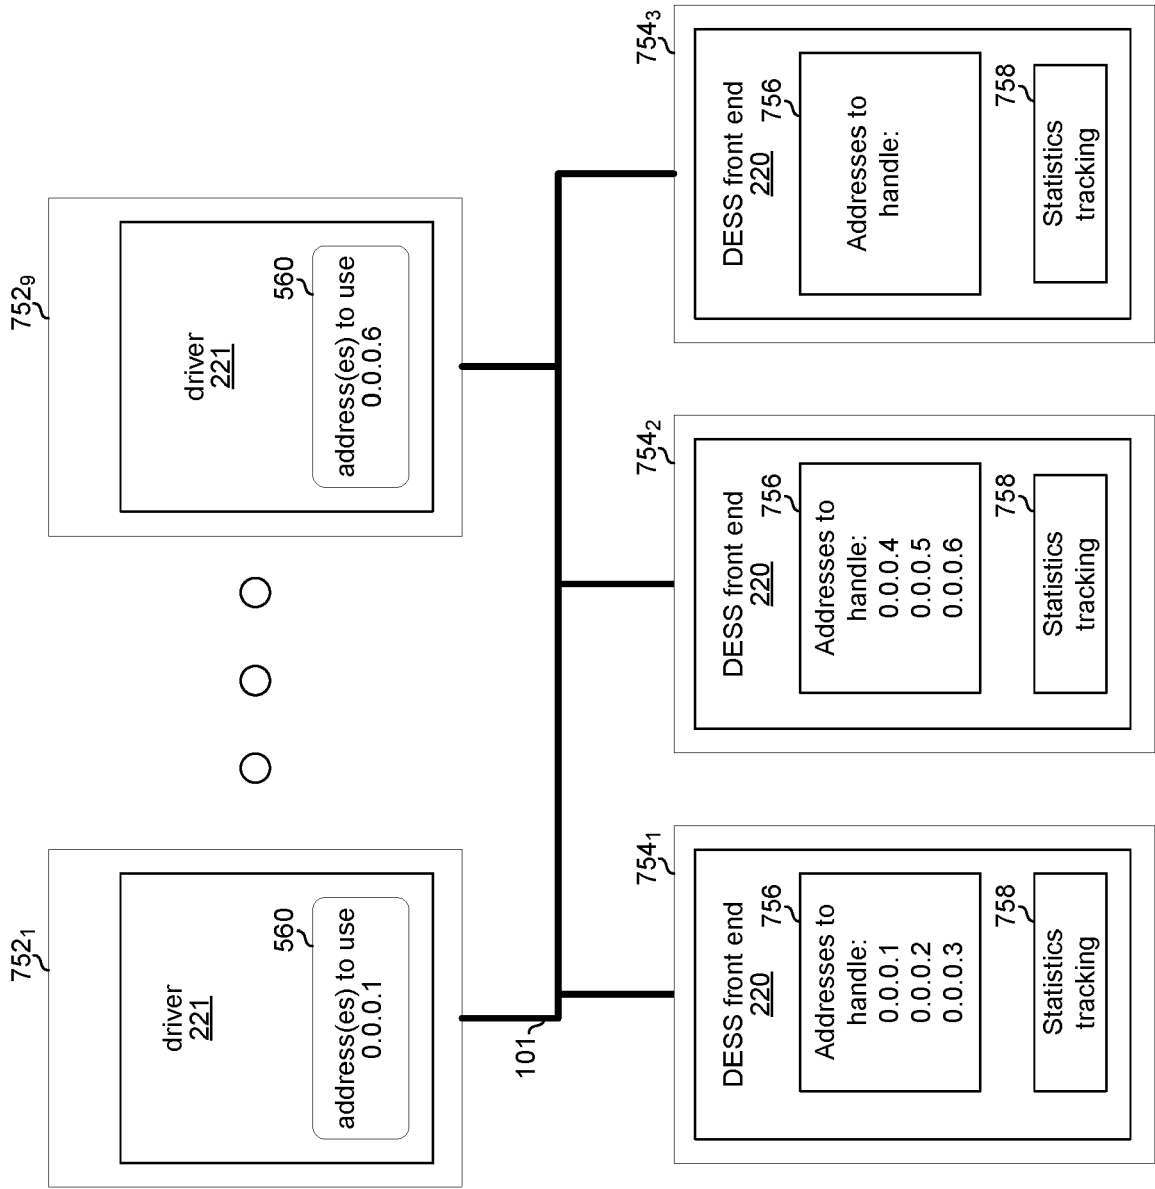 752₁
driver
221
560
address(es) to use
0.0.0.1
752₉
driver
221
560
address(es) to use
0.0.0.6
101
754₁
DESS front end
220
756
Addresses to
handle:
0.0.0.1
0.0.0.2
0.0.0.3
758
Statistics
tracking
754₂
DESS front end
220
756
Addresses to
handle:
0.0.0.4
0.0.0.5
0.0.0.6
758
Statistics
tracking
754₃
DESS front end
220
756
Addresses to
handle:
758
Statistics
tracking